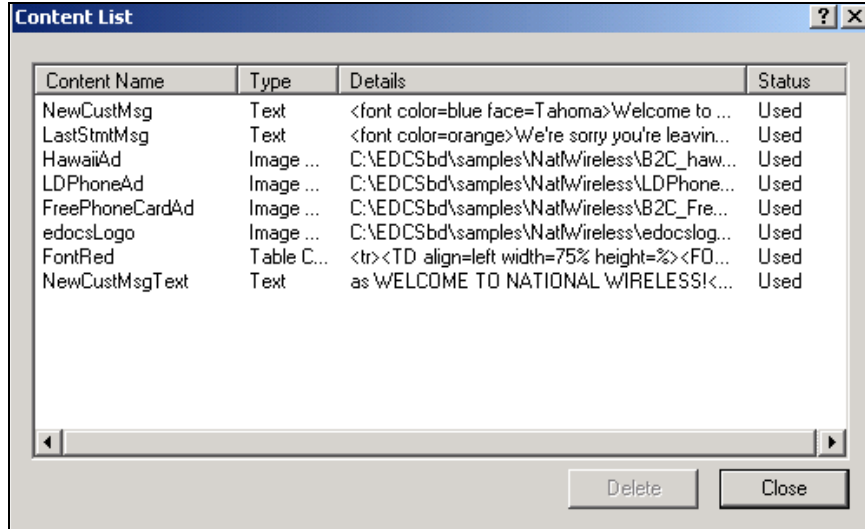 Content List
Content Name Type Details Status
NewCustMsg Text <font color=blue face=Tahoma>Welcome to ... Used
LastStmtMsg Text <font color=orange>We're sorry you're leavin... Used
HawaiiAd Image ... C:\EDCSbd\samples\NatlWireless\B2C_haw... Used
LDPhoneAd Image ... C:\EDCSbd\samples\NatlWireless\LDPhone... Used
FreePhoneCardAd Image ... C:\EDCSbd\samples\NatlWireless\B2C_Fre... Used
edocsLogo Image ... C:\EDCSbd\samples\NatlWireless\edocslog... Used
FontRed Table C... <tr><TD align=left width=75% height=%><FO... Used
NewCustMsgText Text as WELCOME TO NATIONAL WIRELESS!<... Used
Delete Close